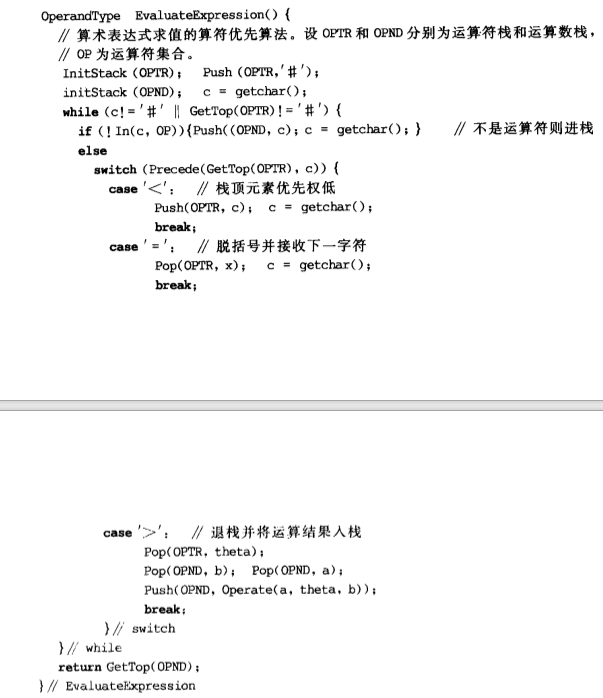 OperandType EvaluateExpression() {
// 算术表达式求值的算符优先算法。设 OPTR 和 OPND 分别为运算符栈和运算数栈，
// OP 为运算符集合。
InitStack (OPTR); Push (OPTR,'#');
initStack (OPND); c = getchar();
while (c!='#' || GetTop(OPTR)!='#') {
if (! In(c, OP)){Push((OPND, c); c = getchar(); } // 不是运算符则进栈
else
switch (Precede(GetTop(OPTR), c)) {
case '<': // 栈顶元素优先权低
Push(OPTR, c); c = getchar();
break;
case '=': // 脱括号并接收下一字符
Pop(OPTR, x); c = getchar();
break;
case '>': // 退栈并将运算结果入栈
Pop(OPTR, theta);
Pop(OPND, b); Pop(OPND, a);
Push(OPND, Operate(a, theta, b));
break;
}// switch
}// while
return GetTop(OPND);
}// EvaluateExpression